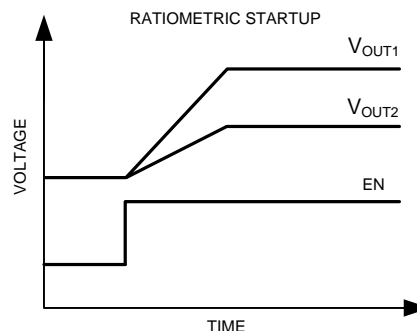 RATIOMETRIC STARTUP
VOUT1
VOUT2
EN
VOLTAGE
TIME